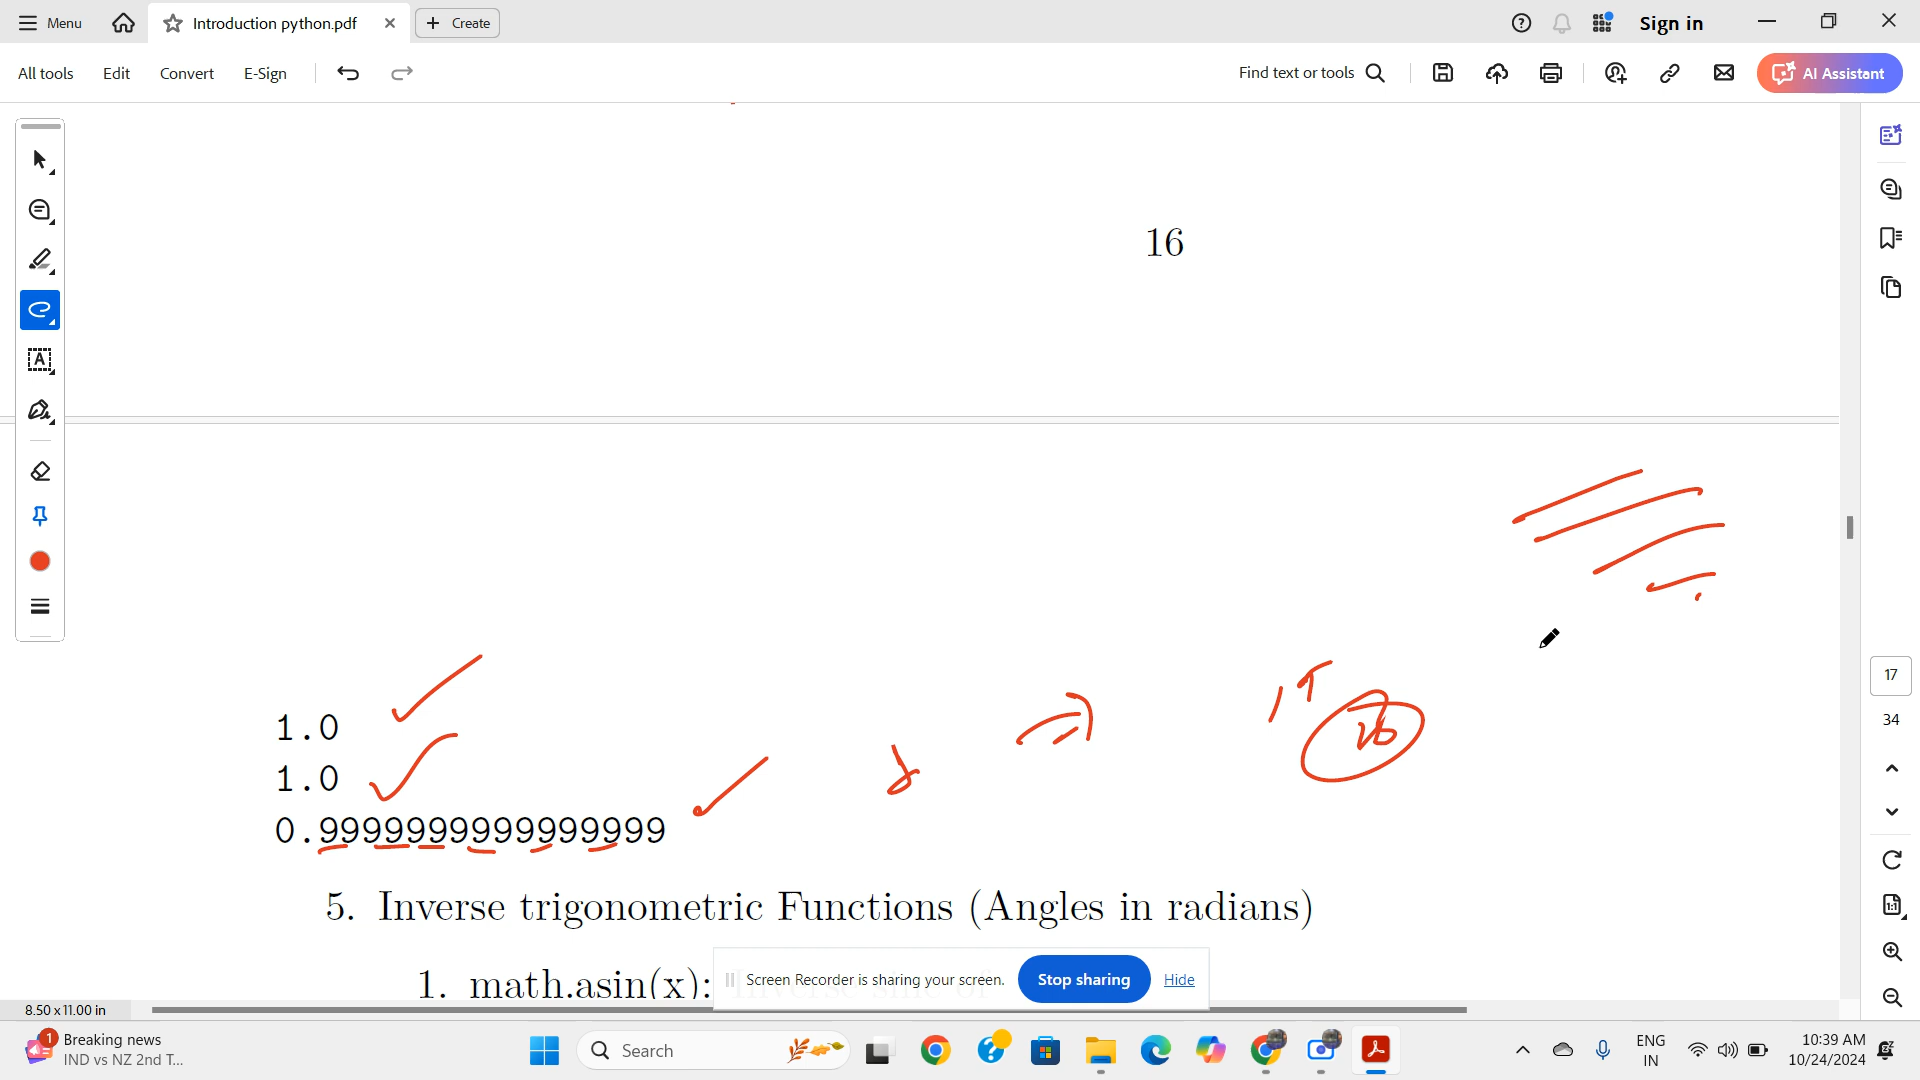 Menu
Introduction python.pdf
Create
Sign in
All tools
Edit
Convert
E-Sign
Find text or tools
AI Assistant
16
1.0
1.0
0.9999999999999999
26
5. Inverse trigonometric Functions (Angles in radians)
1. math.asin(x):
Screen Recorder is sharing your screen.
Stop sharing
Hide
17
34
8.50 x 11.00 in
1
Breaking news
IND vs NZ 2nd T...
Search
ENG
IN
10:39 AM
10/24/2024